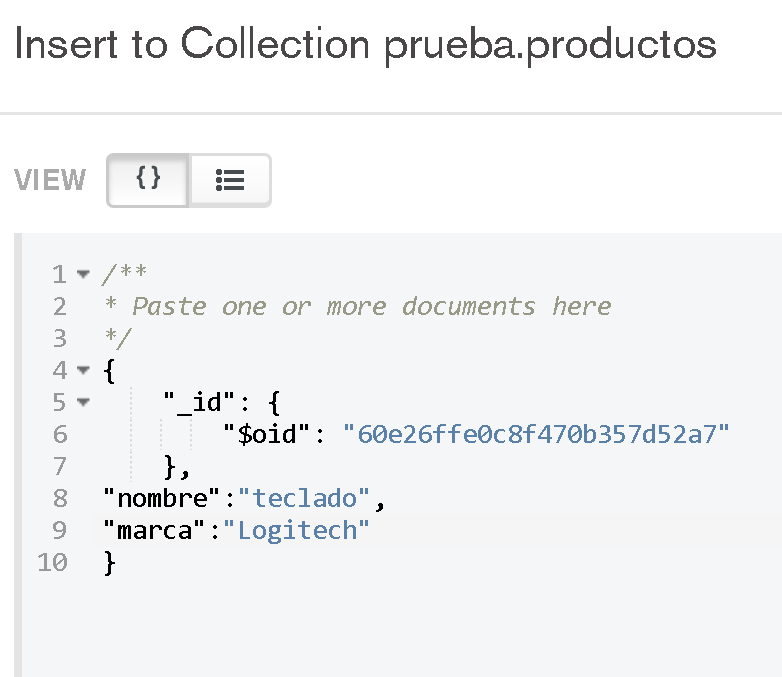 Insert to Collection prueba.productos
VIEW {}
1 /**
2 * Paste one or more documents here
3 */
4 {
5 "_id": {
6 "$oid": "60e26ffe0c8f470b357d52a7"
7 },
8 "nombre":"teclado",
9 "marca":"Logitech"
10 }